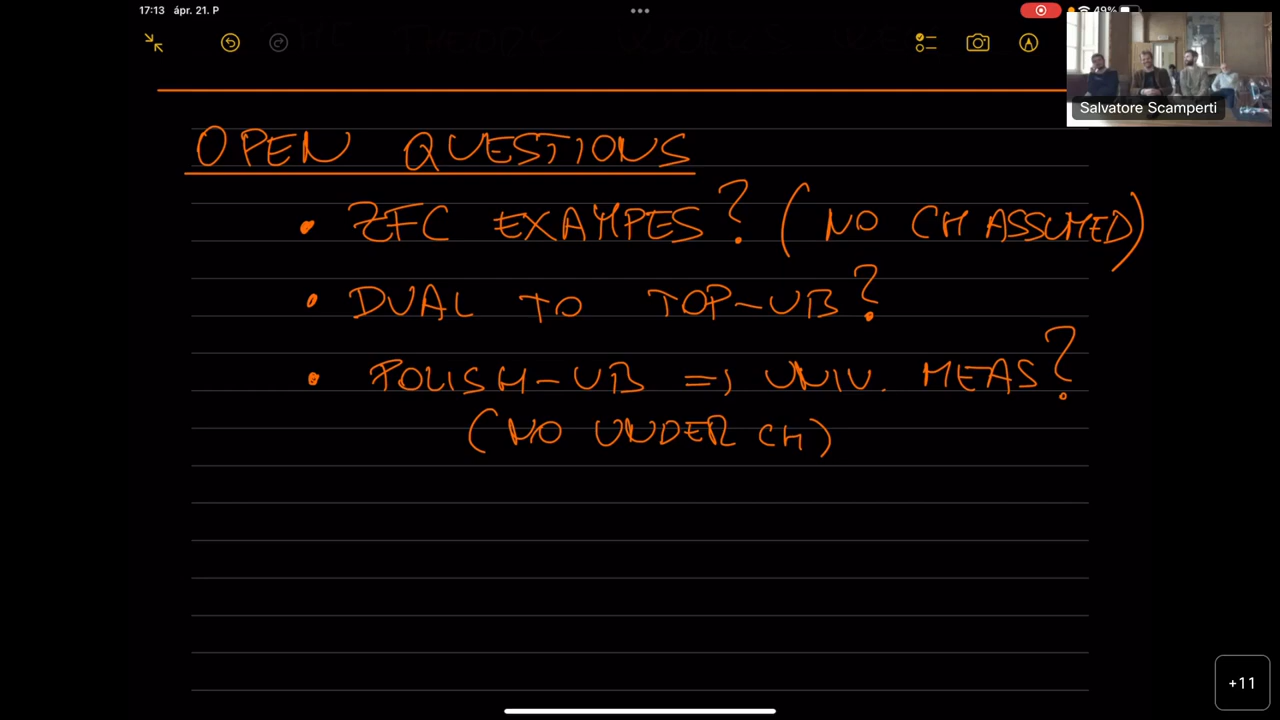 17:13 ápr. 21. P
49%
Salvatore Scamperti
OPEN QUESTIONS
• ZFC EXAMPES? (NO CH ASSUMED)
• DUAL TO TOP-UB?
• POLISH-UB => UNIV. MEAS?
(NO UNDER CH)
+11